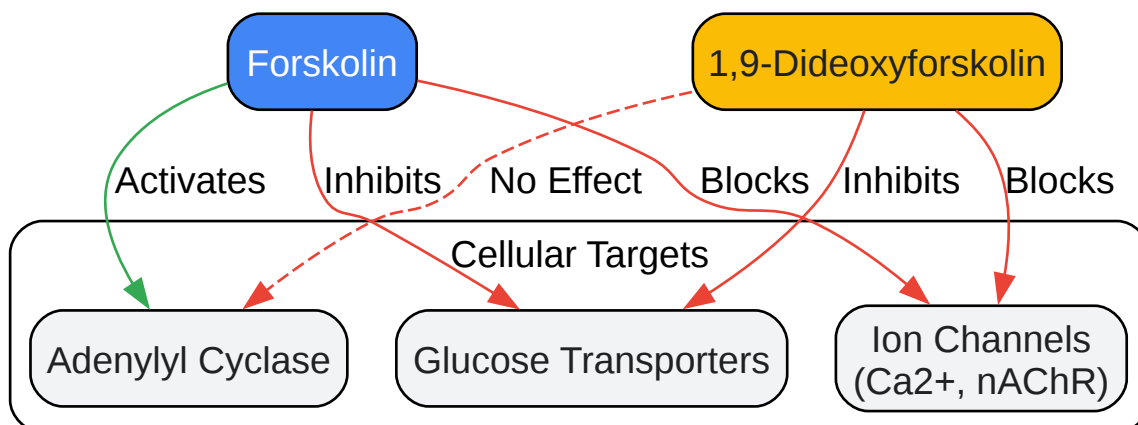 Forskolin
1,9-Dideoxyforskolin
Activates
Inhibits
No Effect
Blocks
Inhibits
Blocks
Cellular Targets
Adenylyl Cyclase
Glucose Transporters
Ion Channels
(Ca2+, nAChR)